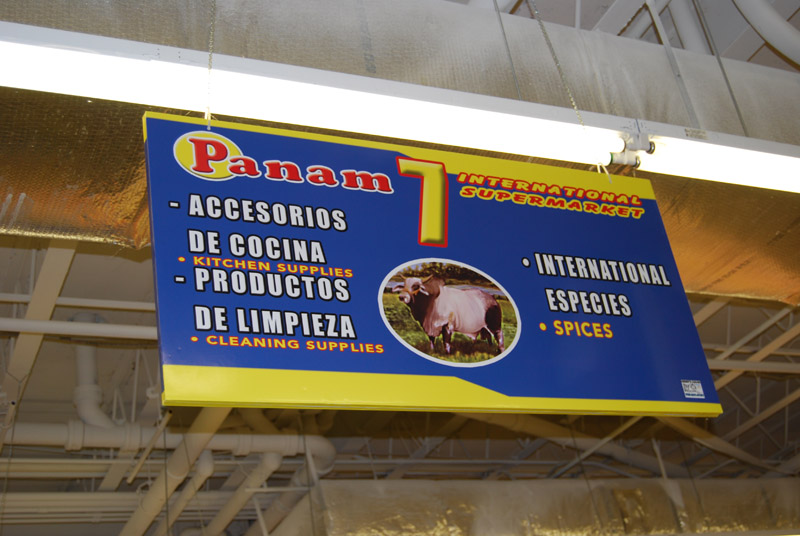 Panam
7
INTERNATIONAL
SUPERMARKET
- ACCESORIOS
DE COCINA
• KITCHEN SUPPLIES
- PRODUCTOS
DE LIMPIEZA
• CLEANING SUPPLIES
• INTERNATIONAL
ESPECIES
• SPICES